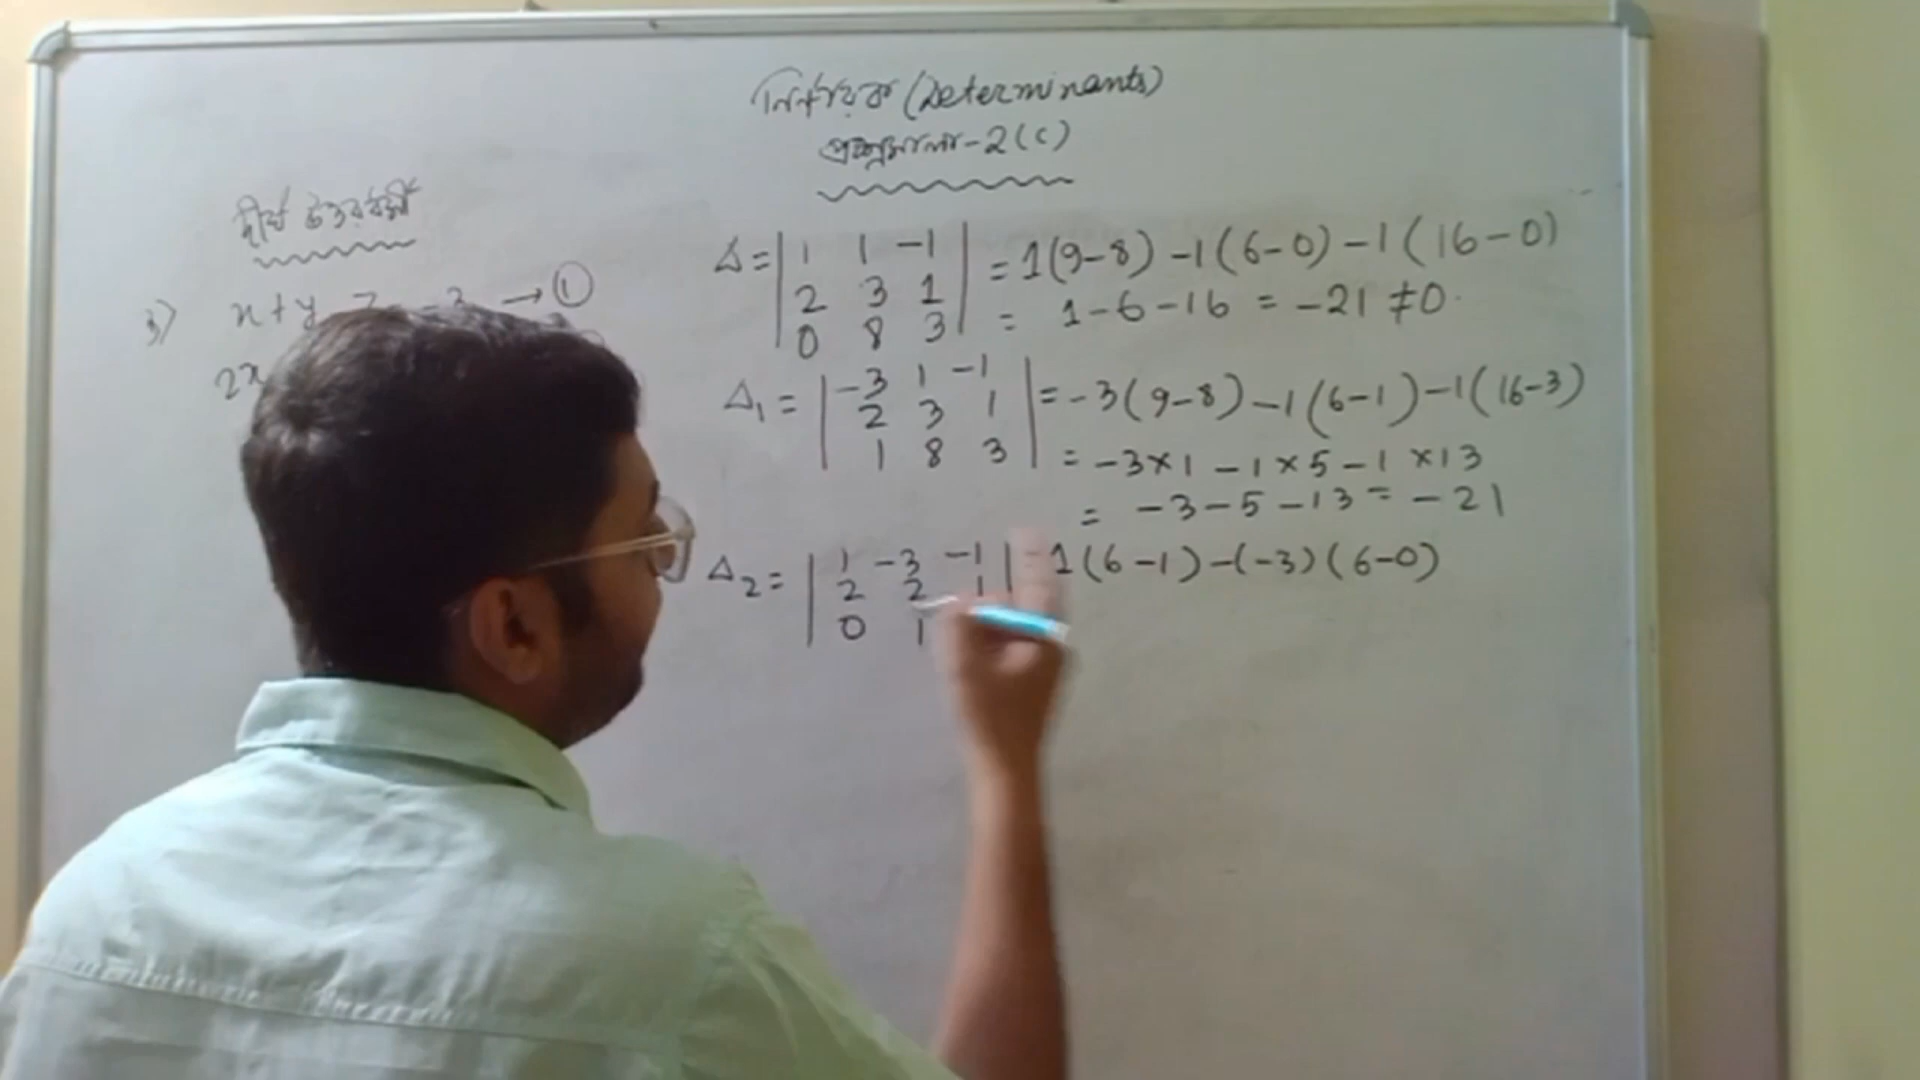 নির্ণায়ক (Determinants)
প্রশ্নমালা-2(C)
দীর্ঘ উত্তরধর্মী
3) x+y → ①
2x
Δ = | 1 1 -1 | = 1(9-8) -1(6-0) -1(16-0)
| 2 3 1 | = 1-6-16 = -21 ≠0.
| 0 8 3 |
Δ1 = | -3 1 -1 | = -3(9-8) -1(6-1) -1(16-3)
| 2 3 1 |
| 1 8 3 | = -3×1 -1×5 -1×13
= -3-5-13 = -21
Δ2 = | 1 -3 -1 | = 1(6-1) -(-3)(6-0)
| 2 2 1 |
| 0 1